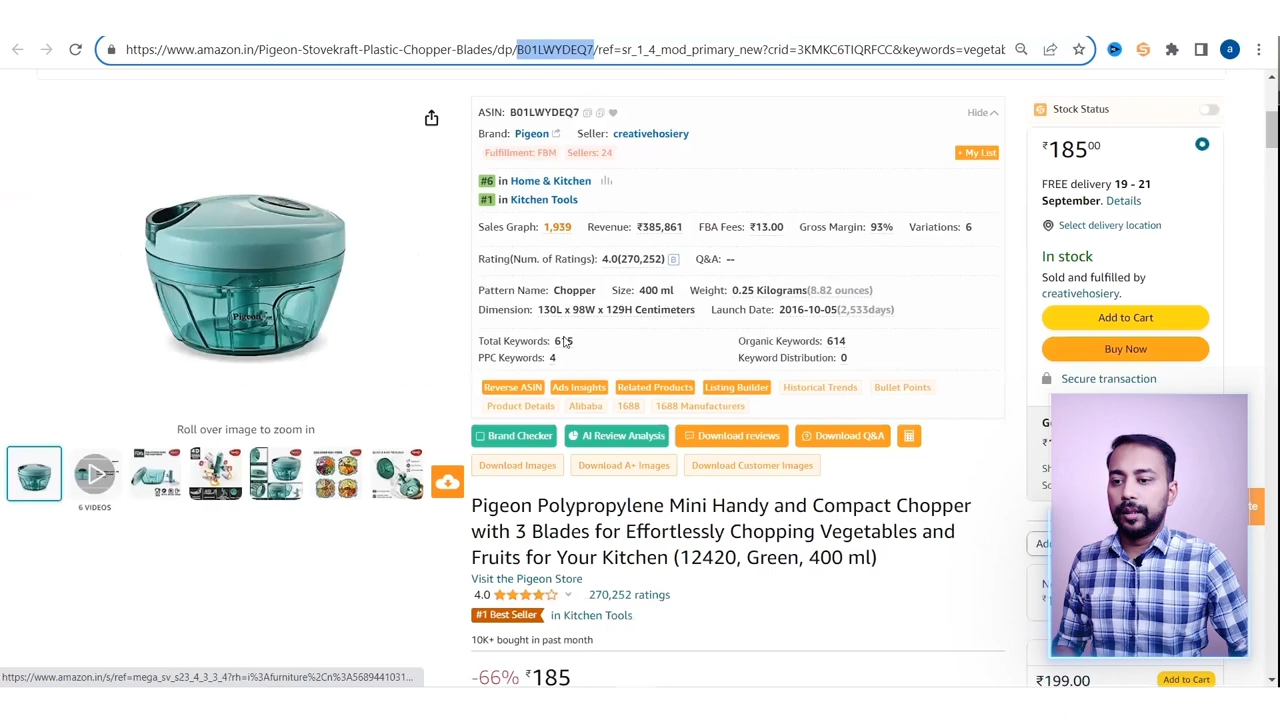 https://www.amazon.in/Pigeon-Stovekraft-Plastic-Chopper-Blades/dp/B01LWYDEQ7/ref=sr_1_4_mod_primary_new?crid=3KMKC6TIQRFCC&keywords=vegetab
a
ASIN: B01LWYDEQ7
Hide
Brand: Pigeon Seller: creativehosiery
Fulfillment: FBM Sellers: 24
+ My List
#6 in Home & Kitchen
#1 in Kitchen Tools
Sales Graph: 1,939 Revenue: ₹385,861 FBA Fees: ₹13.00 Gross Margin: 93% Variations: 6
Rating(Num. of Ratings): 4.0(270,252) Q&A: --
Pattern Name: Chopper Size: 400 ml Weight: 0.25 Kilograms(8.82 ounces)
Dimension: 130L x 98W x 129H Centimeters Launch Date: 2016-10-05(2,533days)
Total Keywords: Organic Keywords: 614
PPC Keywords: 4 Keyword Distribution: 0
Reverse ASIN Ads Insights Related Products Listing Builder Historical Trends Bullet Points
Product Details Alibaba 1688 1688 Manufacturers
Brand Checker AI Review Analysis Download reviews Download Q&A
Download Images Download A+ Images Download Customer Images
Pigeon Polypropylene Mini Handy and Compact Chopper
with 3 Blades for Effortlessly Chopping Vegetables and
Fruits for Your Kitchen (12420, Green, 400 ml)
Visit the Pigeon Store
4.0 270,252 ratings
#1 Best Seller in Kitchen Tools
10K+ bought in past month
-66% ₹185
Pigeon
Roll over image to zoom in
6 VIDEOS
https://www.amazon.in/s/ref=mega_sv_s23_4_3_3_4?rh=i%3Afurniture%2Cn%3A5689441031...
Stock Status
₹185⁰⁰
FREE delivery 19 - 21
September. Details
Select delivery location
In stock
Sold and fulfilled by
creativehosiery.
Add to Cart
Buy Now
Secure transaction
₹199.00
Add to Cart